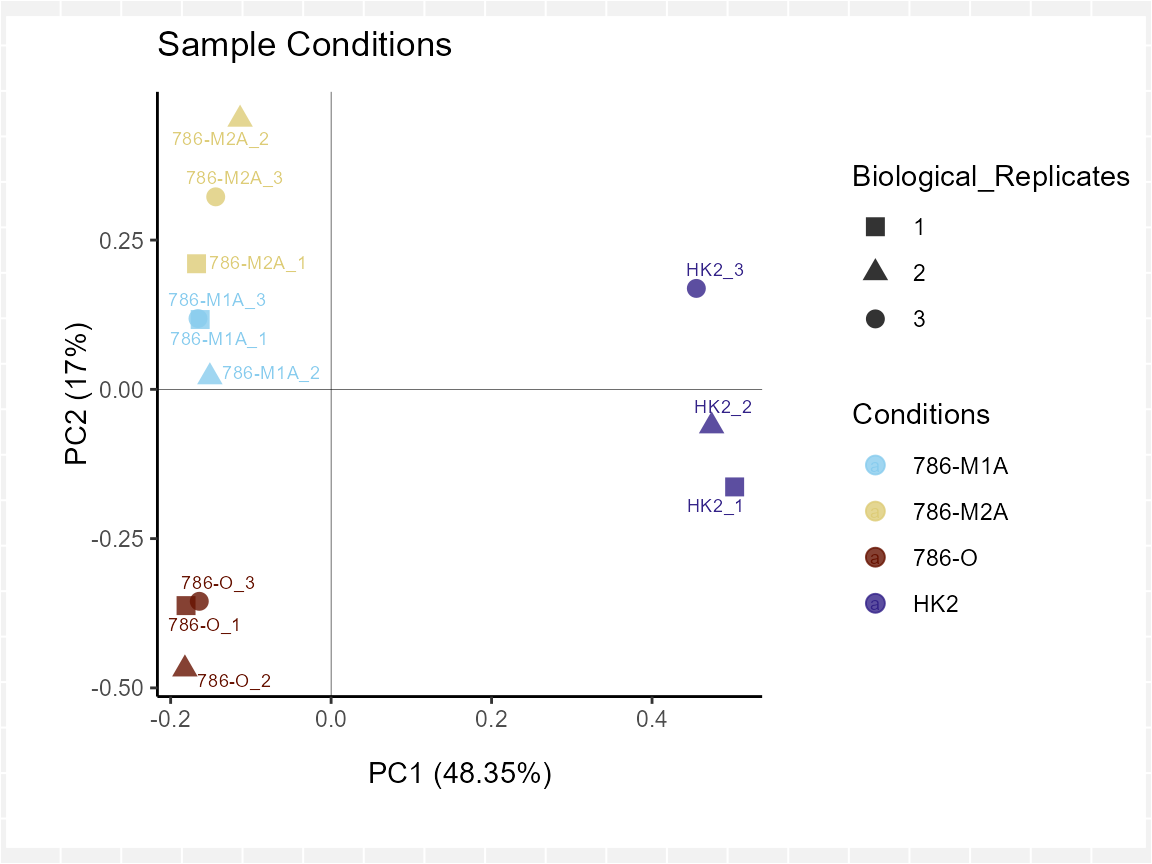 Sample Conditions
786-M2A_2
786-M2A_3
786-M2A_1
786-M1A_3
786-M1A_1
786-M1A_2
HK2_3
HK2_2
HK2_1
786-O_3
786-O_1
786-O_2
0.25
0.00
-0.25
-0.50
PC2 (17%)
-0.2
0.0
0.2
0.4
PC1 (48.35%)
Biological_Replicates
1
2
3
Conditions
a 786-M1A
a 786-M2A
a 786-O
a HK2